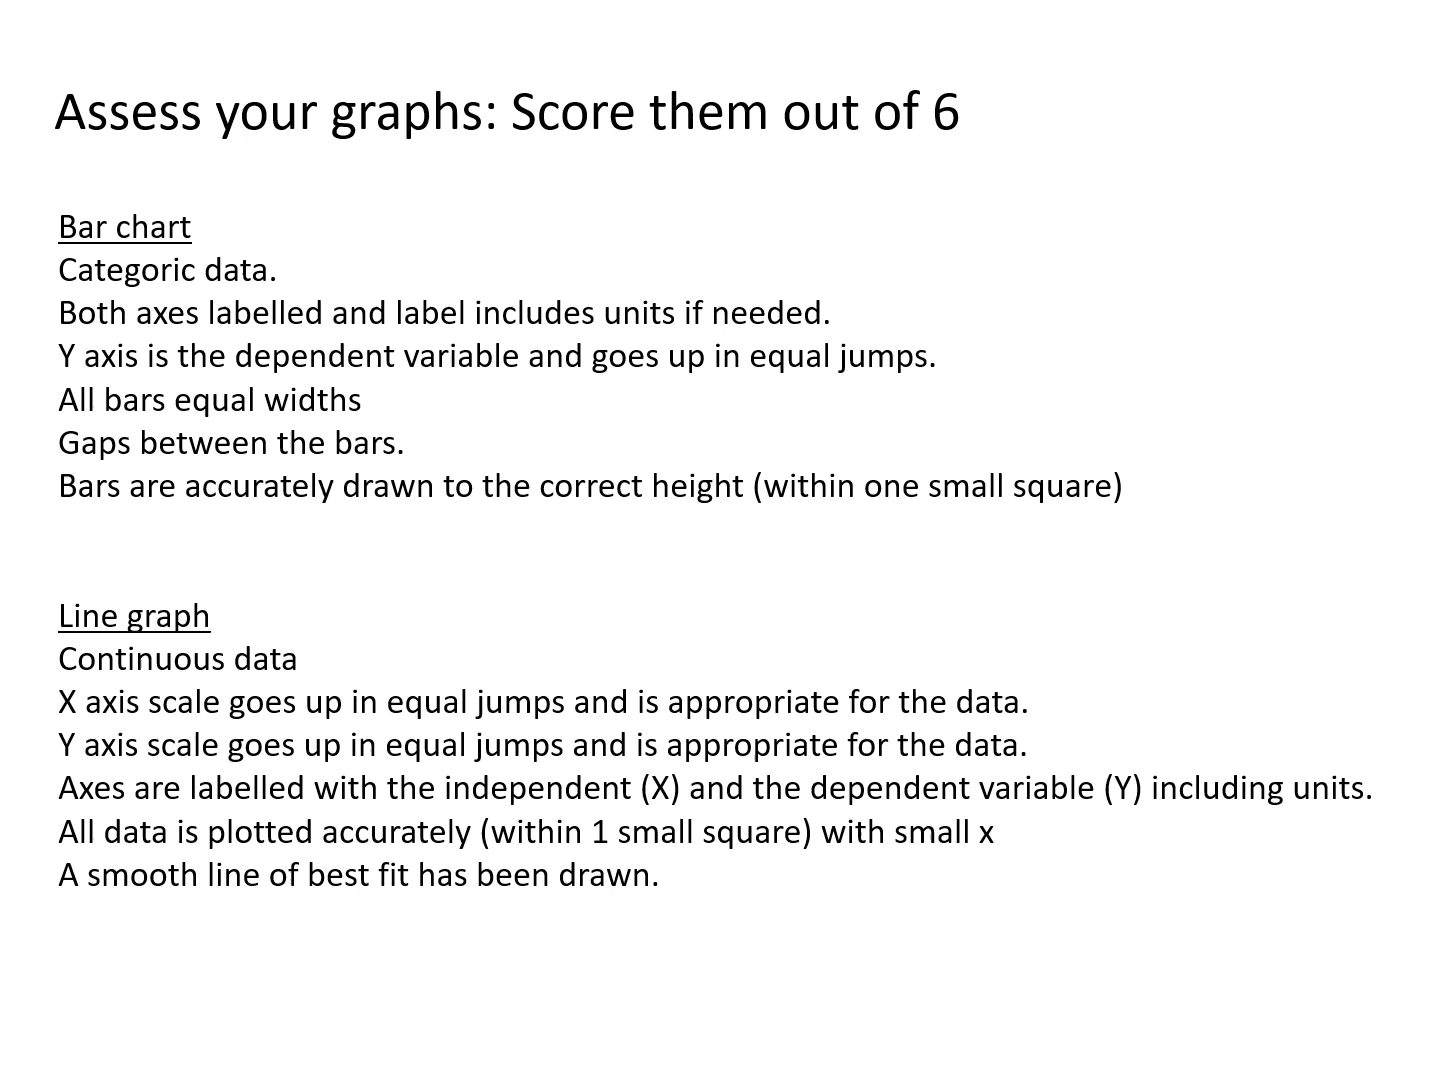 Assess your graphs: Score them out of 6
Bar chart
Categoric data.
Both axes labelled and label includes units if needed.
Y axis is the dependent variable and goes up in equal jumps.
All bars equal widths
Gaps between the bars.
Bars are accurately drawn to the correct height (within one small square)
Line graph
Continuous data
X axis scale goes up in equal jumps and is appropriate for the data.
Y axis scale goes up in equal jumps and is appropriate for the data.
Axes are labelled with the independent (X) and the dependent variable (Y) including units.
All data is plotted accurately (within 1 small square) with small x
A smooth line of best fit has been drawn.